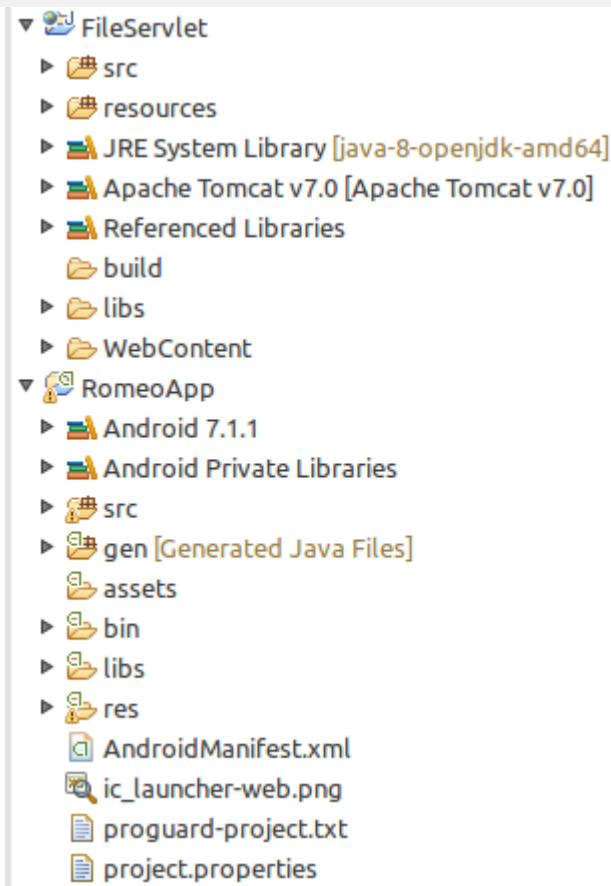 FileServlet
src
resources
JRE System Library [java-8-openjdk-amd64]
Apache Tomcat v7.0 [Apache Tomcat v7.0]
Referenced Libraries
build
libs
WebContent
RomeoApp
Android 7.1.1
Android Private Libraries
src
gen [Generated Java Files]
assets
bin
libs
res
AndroidManifest.xml
ic_launcher-web.png
proguard-project.txt
project.properties